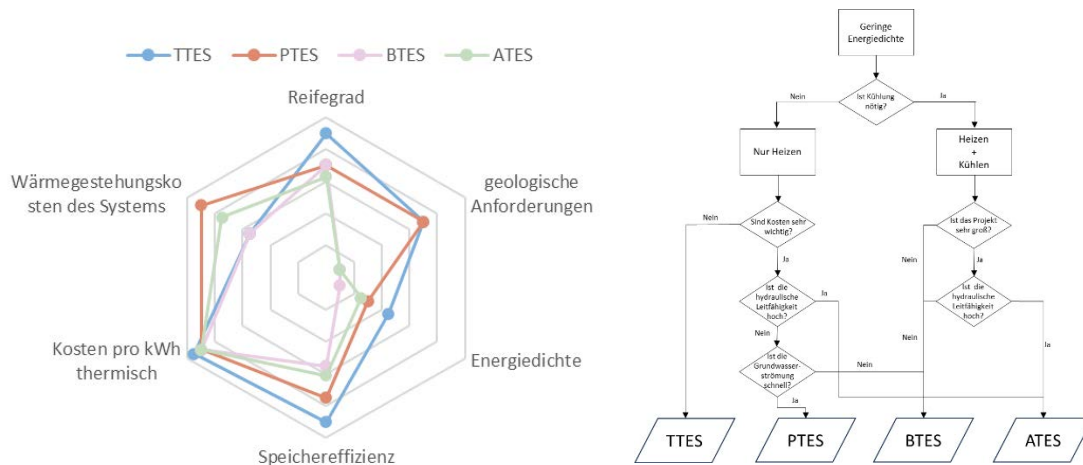 TTES PTES BTES ATES
Reifegrad
geologische
Anforderungen
Energiedichte
Speichereffizienz
Kosten pro kWh
thermisch
Wärmegestehungsko
sten des Systems
Geringe
Energiedichte
Nein
Ist Kühlung
nötig?
Ja
Nur Heizen
Heizen
+
Kühlen
Nein
Sind Kosten sehr
wichtig?
Ist das Projekt
sehr groß?
Ja
Nein
Ja
Ist die
hydraulische
Leitfähigkeit
hoch?
Ja
Ist die
hydraulische
Leitfähigkeit
hoch?
Nein
Nein
Ja
Ist die
Grundwasser-
strömung
schnell?
Nein
Ja
TTES
PTES
BTES
ATES